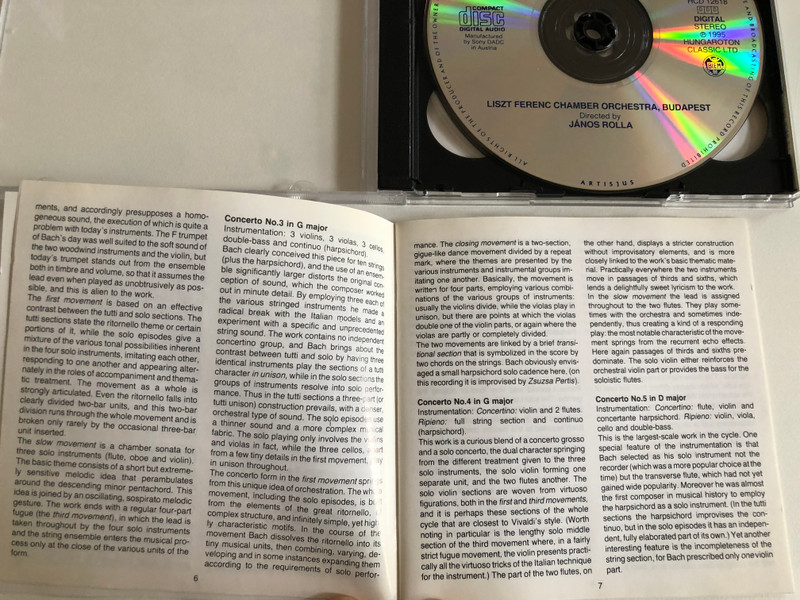 HCD 12618
COMPACT
disc
DIGITAL AUDIO
Manufactured
by Sony DADC
in Austria
DIGITAL
STEREO
℗ 1995
HUNGAROTON
CLASSIC LTD
LISZT FERENC CHAMBER ORCHESTRA, BUDAPEST
Directed by
JÁNOS ROLLA
ALL RIGHTS OF THE PRODUCER AND OF THE OWNER
AND BROADCASTING OF THIS RECORD PROHIBITED
ARTISJUS
ments, and accordingly presupposes a homo-
geneous sound, the execution of which is quite a
problem with today's instruments. The F trumpet
of Bach's day was well suited to the soft sound of
the two woodwind instruments and the violin, but
today's trumpet stands out from the ensemble
both in timbre and volume, so that it assumes the
lead even when played as unobtrusively as pos-
sible, and this is alien to the work.
The first movement is based on an effective
contrast between the tutti and solo sections. The
tutti sections state the ritornello theme or certain
portions of it, while the solo episodes give a
mixture of the various tonal possibilities inherent
in the four solo instruments, imitating each other,
responding to one another and appearing alter-
nately in the roles of accompaniment and thema-
tic treatment. The movement as a whole is
strongly articulated. Even the ritornello falls into
clearly divided two-bar units, and this two-bar
division runs through the whole movement and is
broken only rarely by the occasional three-bar
unit inserted.
The slow movement is a chamber sonata for
three solo instruments (flute, oboe and violin).
The basic theme consists of a short but extreme-
ly sensitive melodic idea that perambulates
around the descending minor pentachord. This
idea is joined by an oscillating, sospirato melodic
gesture. The work ends with a regular four-part
fugue (the third movement), in which the lead is
taken throughout by the four solo instruments
and the string ensemble enters the musical pro-
cess only at the close of the various units of the
form.
6
Concerto No.3 in G major
Instrumentation: 3 violins, 3 violas, 3 cellos,
double-bass and continuo (harpsichord).
Bach clearly conceived this piece for ten strings
(plus the harpsichord), and the use of an ensem-
ble significantly larger distorts the original con-
ception of sound, which the composer worked
out in minute detail. By employing three each of
the various stringed instruments he made a
radical break with the Italian models and an
experiment with a specific and unprecedented
string sound. The work contains no independent
concertino group, and Bach brings about the
contrast between tutti and solo by having three
identical instruments play the sections of a tutti
character in unison, while in the solo sections the
groups of instruments resolve into solo perfor-
mance. Thus in the tutti sections a three-part (or
tutti unison) construction prevails, with a denser,
orchestral type of sound. The solo episodes use
a thinner sound and a more complex musical
fabric. The solo playing only involves the violins
and violas in fact, while the three cellos, apart
from a few tiny details in the first movement, play
in unison throughout.
The concerto form in the first movement springs
from this unique idea of orchestration. The whole
movement, including the solo episodes, is built
from the elements of the great ritornello, a
complex structure, and infinitely simple, yet high-
ly characteristic motifs. In the course of the
movement Bach dissolves the ritornello into its
tiny musical units, then combining, varying, de-
veloping and in some instances expanding them
according to the requirements of solo perfor-
mance. The closing movement is a two-section,
gigue-like dance movement divided by a repeat
mark, where the themes are presented by the
various instruments and instrumental groups im-
itating one another. Basically, the movement is
written for four parts, employing various combi-
nations of the various groups of instruments:
usually the violins divide, while the violas play in
unison, but there are points at which the violas
double one of the violin parts, or again where the
violas are partly or completely divided.
The two movements are linked by a brief transi-
tional section that is symbolized in the score by
two chords on the strings. Bach obviously envis-
aged a small harpsichord solo cadence here, (on
this recording it is improvised by Zsuzsa Pertis).
Concerto No.4 in G major
Instrumentation: Concertino: violin and 2 flutes.
Ripieno: full string section and continuo
(harpsichord).
This work is a curious blend of a concerto grosso
and a solo concerto, the dual character springing
from the different treatment given to the three
solo instruments, the solo violin forming one
separate unit, and the two flutes another. The
solo violin sections are woven from virtuoso
figurations, both in the first and third movements.
and it is perhaps these sections of the whole
cycle that are closest to Vivaldi's style. (Worth
noting in particular is the lengthy solo middle
section of the third movement where, in a fairly
strict fugue movement, the violin presents practi-
cally all the virtuoso tricks of the Italian technique
for the instrument.) The part of the two flutes, on
the other hand, displays a stricter construction
without improvisatory elements, and is more
closely linked to the work's basic thematic mate-
rial. Practically everywhere the two instruments
move in passages of thirds and sixths, which
lends a delightfully sweet lyricism to the work.
In the slow movement the lead is assigned
throughout to the two flutes. They play some-
times with the orchestra and sometimes inde-
pendently, thus creating a kind of a responding
play: the most notable characteristic of the move-
ment springs from the recurrent echo effects.
Here again passages of thirds and sixths pre-
dominate. The solo violin either reinforces the
orchestral violin part or provides the bass for the
soloistic flutes.
Concerto No.5 in D major
Instrumentation: Concertino: flute, violin and
concertante harpsichord. Ripieno: violin, viola,
cello and double-bass.
This is the largest-scale work in the cycle. One
special feature of the instrumentation is that
Bach selected as his solo instrument not the
recorder (which was a more popular choice at the
time) but the transverse flute, which had not yet
gained wide popularity. Moreover he was almost
the first composer in musical history to employ
the harpsichord as a solo instrument. (In the tutti
sections the harpsichord improvises the con-
tinuo, but in the solo episodes it has an indepen-
dent, fully elaborated part of its own.) Yet another
interesting feature is the incompleteness of the
string section, for Bach prescribed only one violin
part.
7